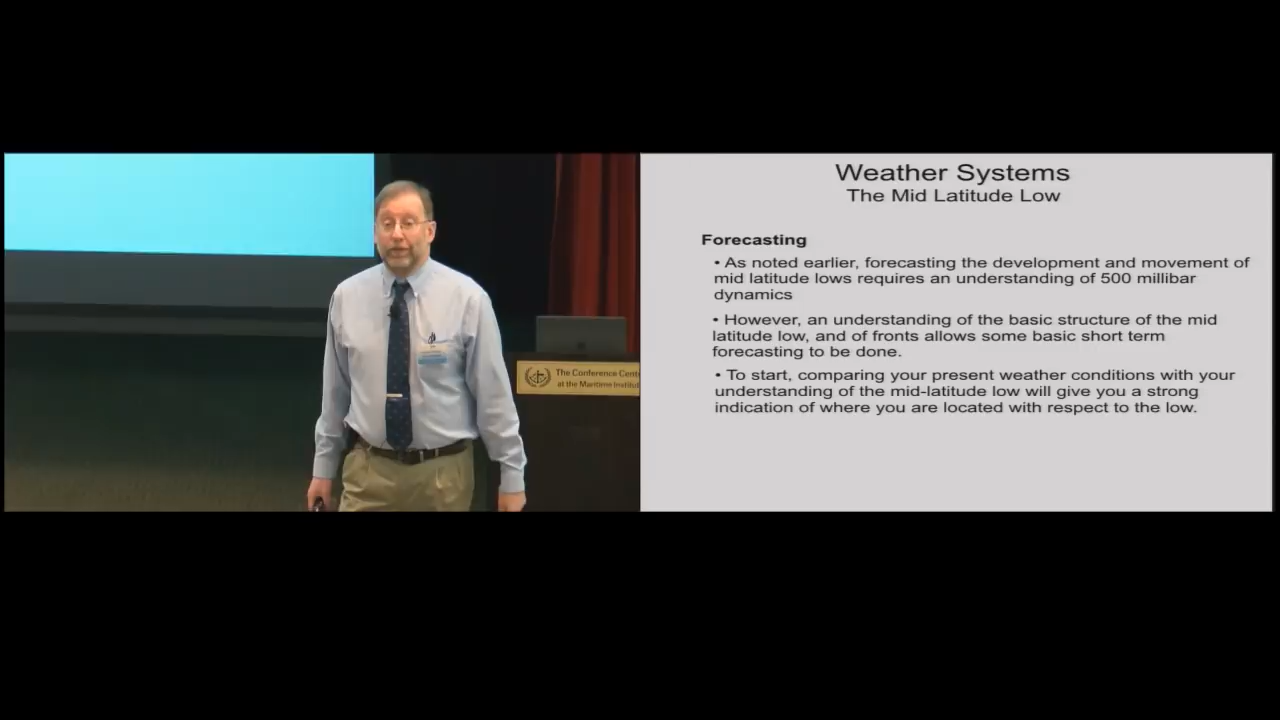 Weather Systems
The Mid Latitude Low
Forecasting
• As noted earlier, forecasting the development and movement of
mid latitude lows requires an understanding of 500 millibar
dynamics
• However, an understanding of the basic structure of the mid
latitude low, and of fronts allows some basic short term
forecasting to be done.
• To start, comparing your present weather conditions with your
understanding of the mid-latitude low will give you a strong
indication of where you are located with respect to the low.
The Conference Cente
at the Maritime Institut